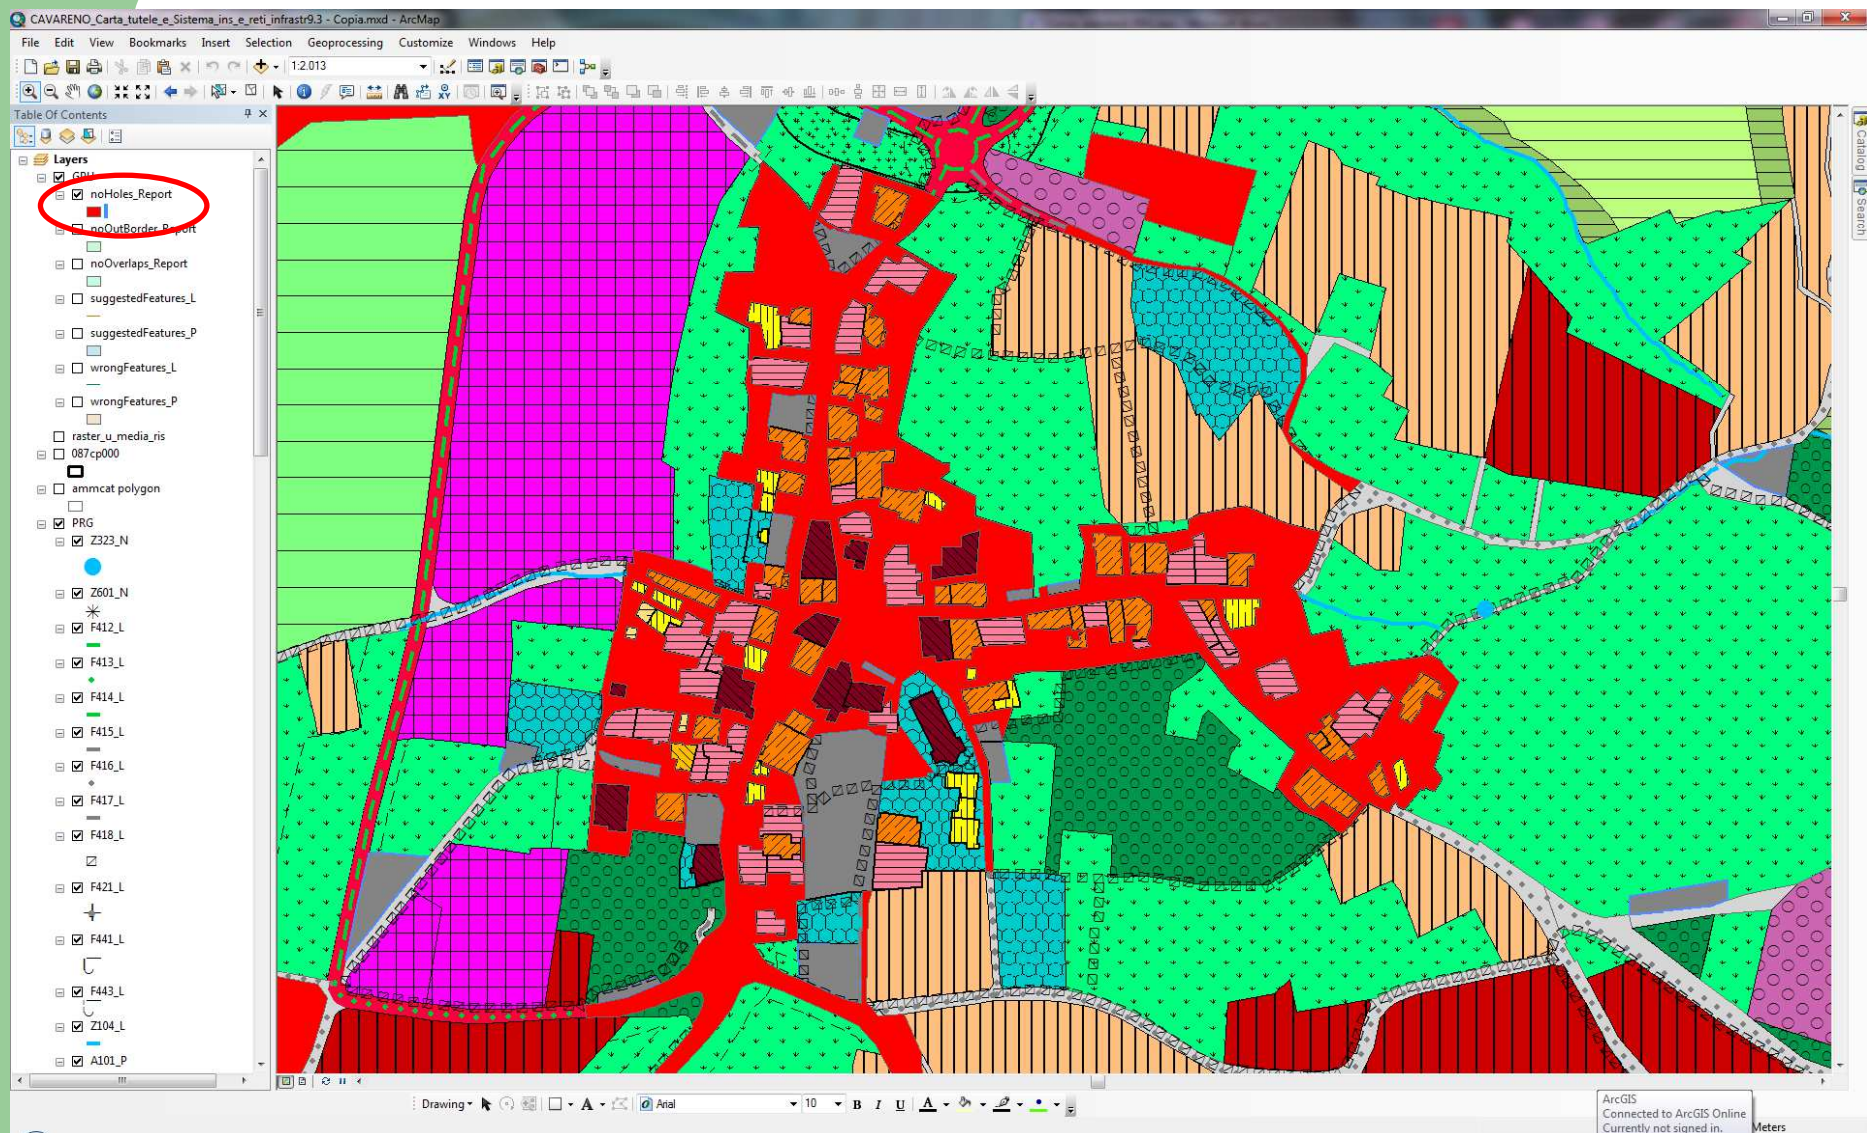 CAVARENO_Carta_tutele_e_Sistema_ins_e_reti_infrastr9.3 - Copia.mxd - ArcMap
File Edit View Bookmarks Insert Selection Geoprocessing Customize Windows Help
1:2.013
Table Of Contents
Layers
noHoles_Report
noOutBorder_Report
noOverlaps_Report
suggestedFeatures_L
suggestedFeatures_P
wrongFeatures_L
wrongFeatures_P
raster_u_media_ris
087cp000
ammcat polygon
PRG
Z323_N
Z601_N
F412_L
F413_L
F414_L
F415_L
F416_L
F417_L
F418_L
F421_L
F441_L
F443_L
Z104_L
A101_P
Catalog
Search
Drawing
A
Arial
10
B I U A
ArcGIS
Connected to ArcGIS Online
Currently not signed in.
Meters